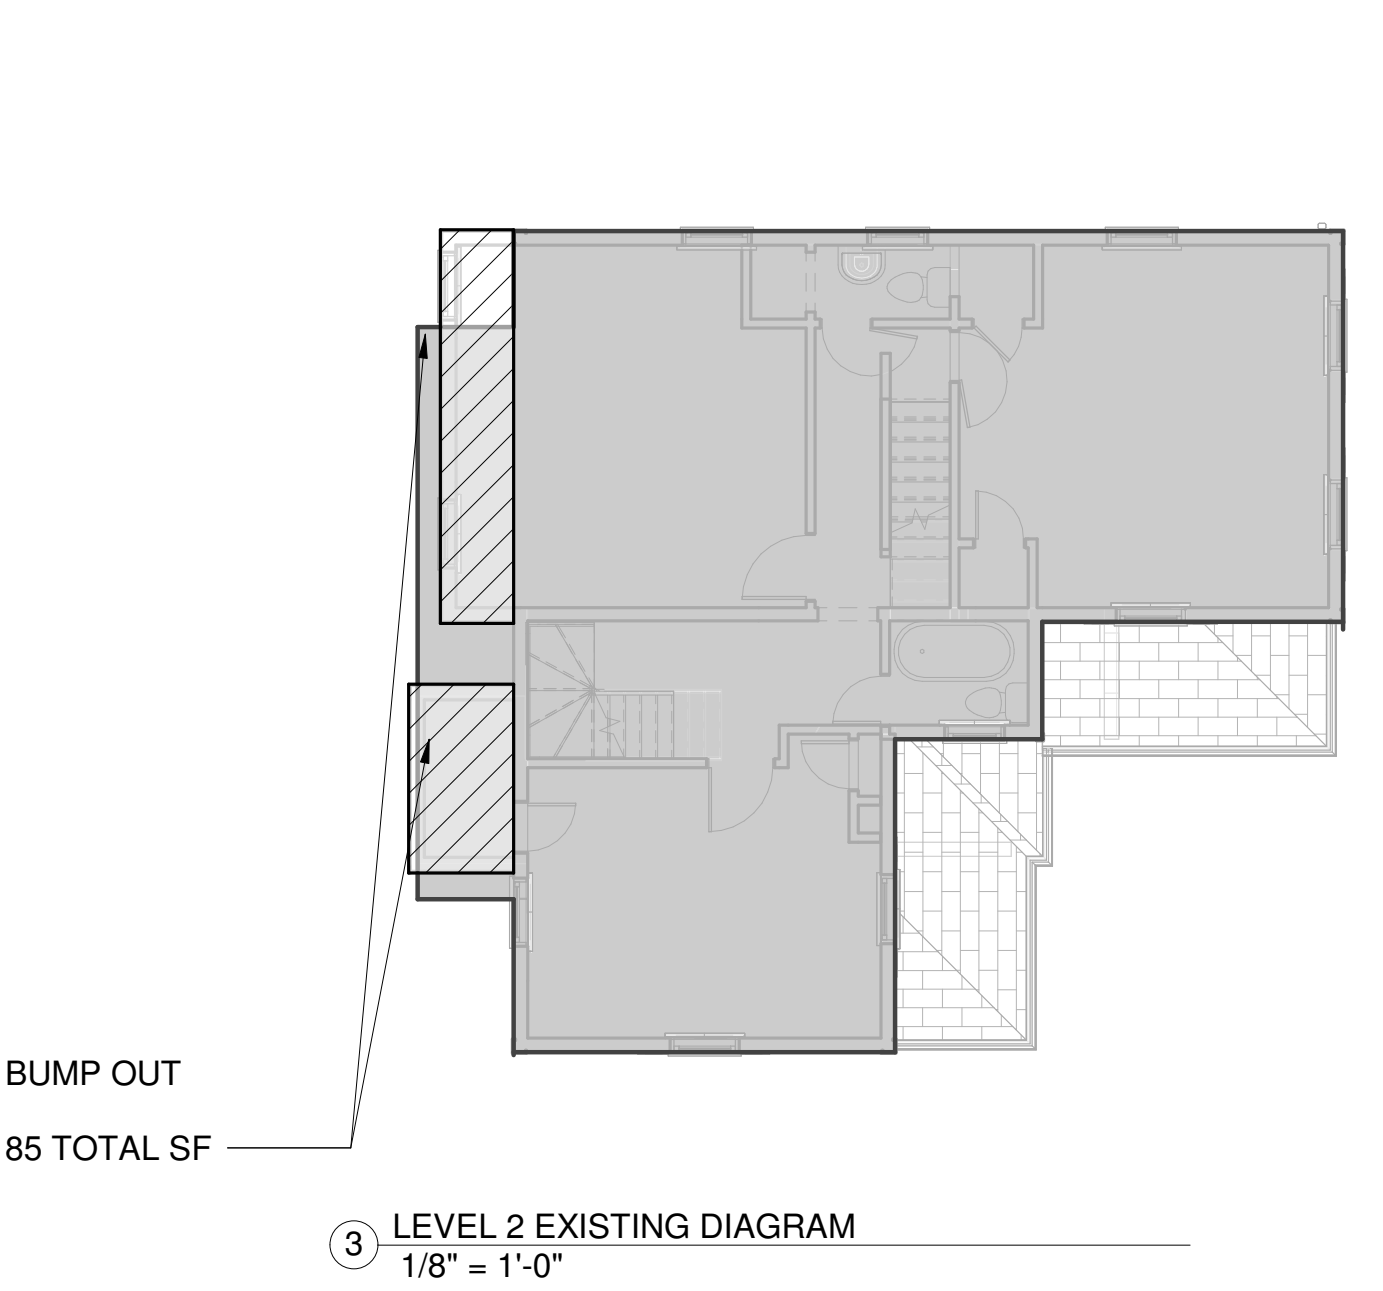 BUMP OUT
85 TOTAL SF
3
LEVEL 2 EXISTING DIAGRAM
1/8" = 1'-0"